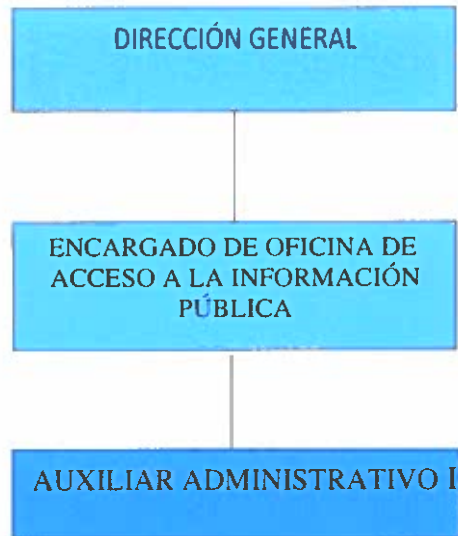 DIRECCIÓN GENERAL
ENCARGADO DE OFICINA DE
ACCESO A LA INFORMACIÓN
PÚBLICA
AUXILIAR ADMINISTRATIVO I